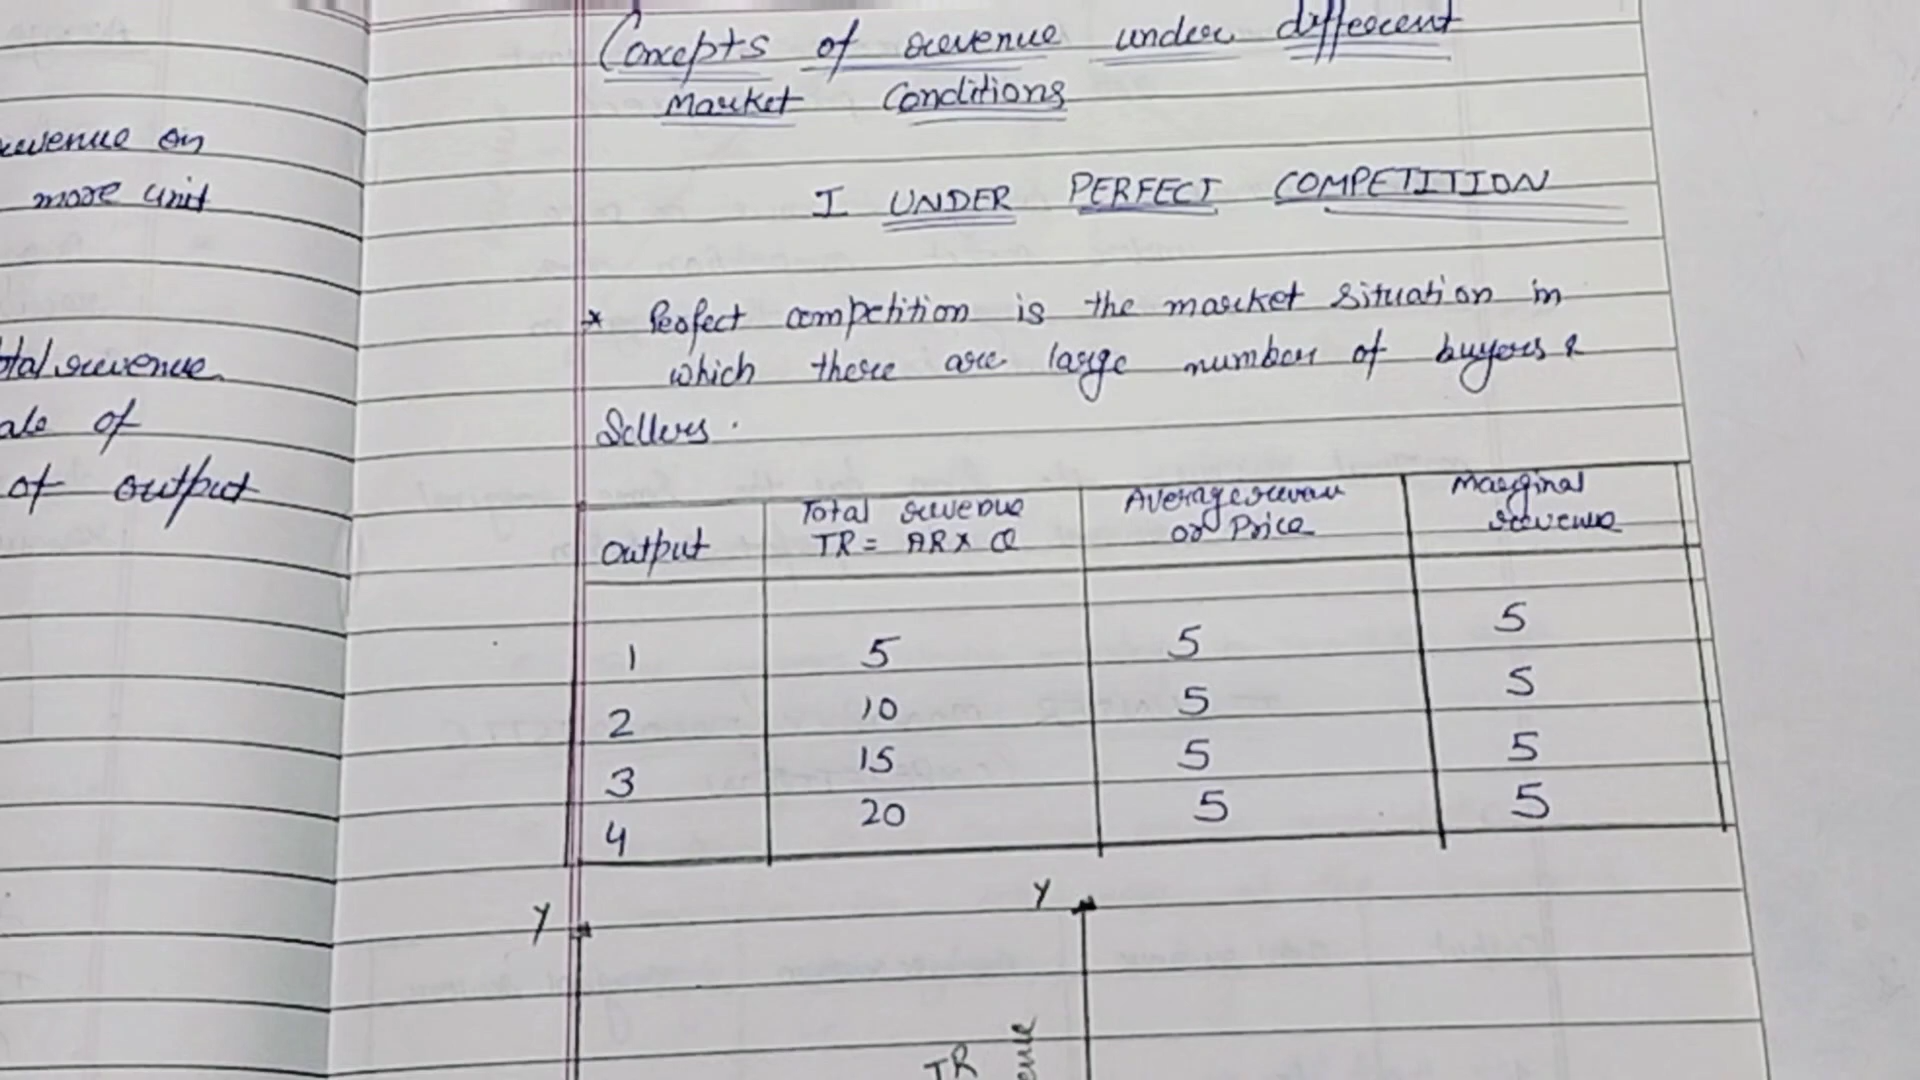 revenue on
more unit
total revenue
sale of
of output
Concepts of revenue under different
Market Conditions
I UNDER PERFECT COMPETITION
* Perfect competition is the market situation in
which there are large number of buyers &
Sellers.
Output Total revenue TR = AR x Q Average revenue or Price Marginal revenue
1 5 5 5
2 10 5 5
3 15 5 5
4 20 5 5
Y Y
TR